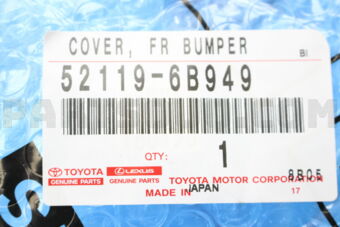 COVER, FR BUMPER
BI
52119-6B949
QTY: 1
TOYOTA
GENUINE PARTS
LEXUS
GENUINE PARTS
TOYOTA MOTOR CORPORATION
8B05
MADE IN JAPAN
17